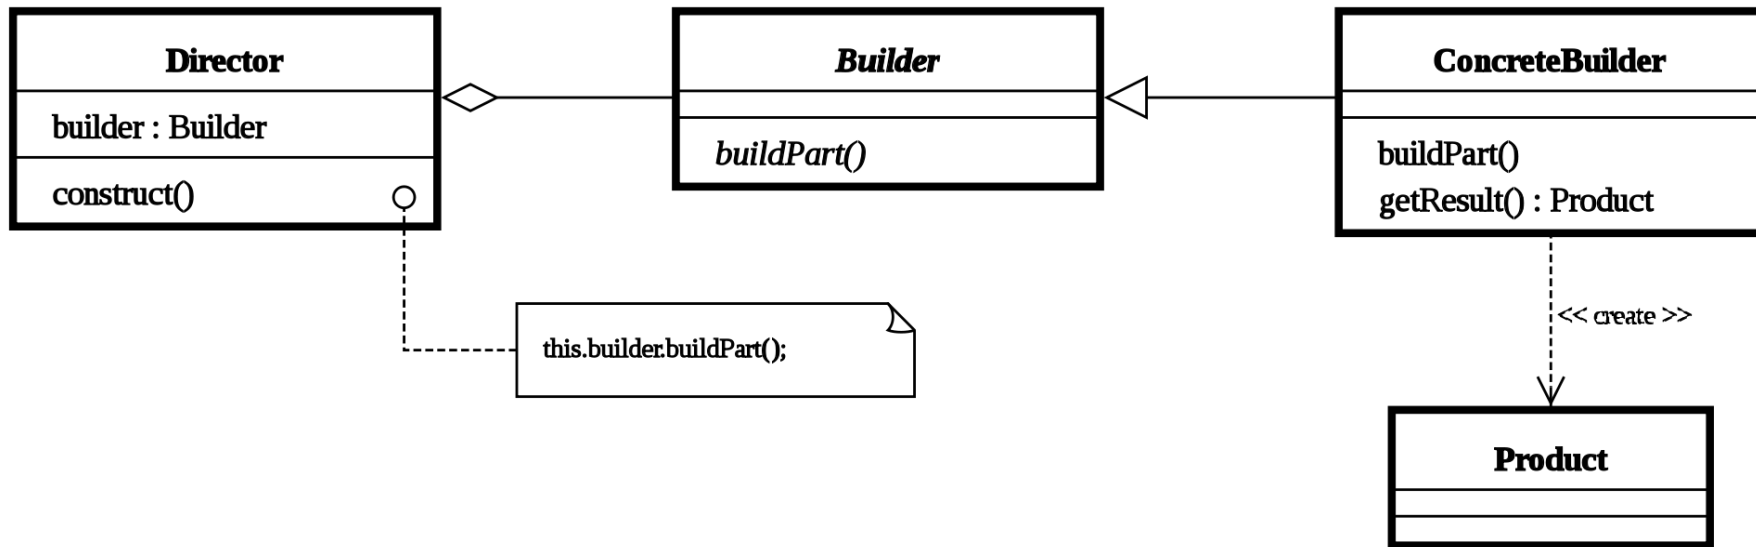 Director
builder : Builder
construct()
Builder
buildPart()
ConcreteBuilder
buildPart()
getResult() : Product
this.builder.buildPart();
<< create >>
Product